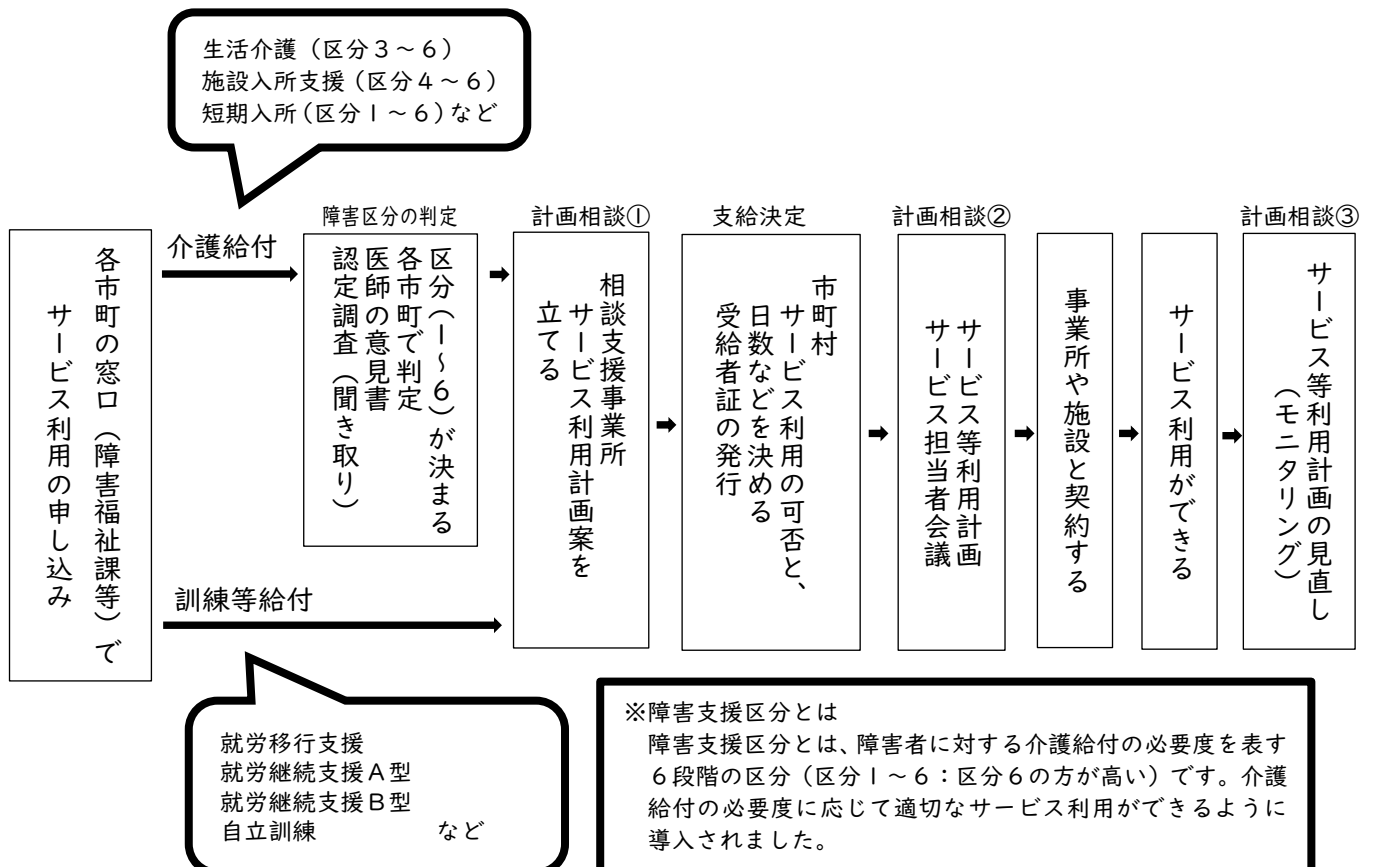 生活介護（区分３～６）
施設入所支援（区分４～６）
短期入所（区分１～６）など
各市町の窓口（障害福祉課等）で
サービス利用の申し込み
介護給付
障害区分の判定
区分（１～６）が決まる
各市町で判定
医師の意見書
認定調査（聞き取り）
訓練等給付
就労移行支援
就労継続支援Ａ型
就労継続支援Ｂ型
自立訓練　　　　　など
計画相談①
相談支援事業所
サービス利用計画案を
立てる
支給決定
市町村
サービス利用の可否と、
日数などを決める
受給者証の発行
計画相談②
サービス等利用計画
サービス担当者会議
事業所や施設と契約する
サービス利用ができる
計画相談③
サービス等利用計画の見直し
（モニタリング）
※障害支援区分とは
障害支援区分とは、障害者に対する介護給付の必要度を表す
６段階の区分（区分１～６：区分６の方が高い）です。介護
給付の必要度に応じて適切なサービス利用ができるように
導入されました。